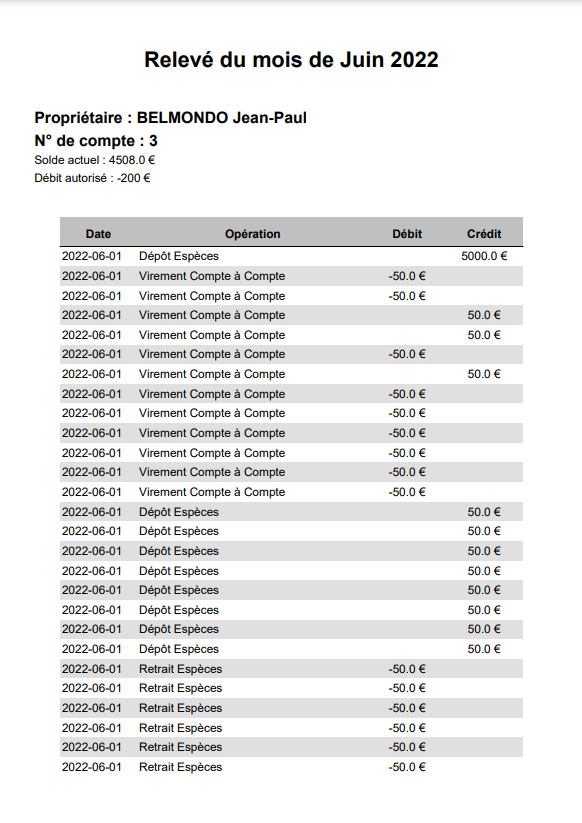 Relevé du mois de Juin 2022
Propriétaire : BELMONDO Jean-Paul
N° de compte : 3
Solde actuel : 4508.0 €
Débit autorisé : -200 €
Date Opération Débit Crédit
2022-06-01 Dépôt Espèces 5000.0 €
2022-06-01 Virement Compte à Compte -50.0 €
2022-06-01 Virement Compte à Compte -50.0 €
2022-06-01 Virement Compte à Compte 50.0 €
2022-06-01 Virement Compte à Compte 50.0 €
2022-06-01 Virement Compte à Compte -50.0 €
2022-06-01 Virement Compte à Compte 50.0 €
2022-06-01 Virement Compte à Compte -50.0 €
2022-06-01 Virement Compte à Compte -50.0 €
2022-06-01 Virement Compte à Compte -50.0 €
2022-06-01 Virement Compte à Compte -50.0 €
2022-06-01 Virement Compte à Compte -50.0 €
2022-06-01 Virement Compte à Compte -50.0 €
2022-06-01 Dépôt Espèces 50.0 €
2022-06-01 Dépôt Espèces 50.0 €
2022-06-01 Dépôt Espèces 50.0 €
2022-06-01 Dépôt Espèces 50.0 €
2022-06-01 Dépôt Espèces 50.0 €
2022-06-01 Dépôt Espèces 50.0 €
2022-06-01 Dépôt Espèces 50.0 €
2022-06-01 Dépôt Espèces 50.0 €
2022-06-01 Retrait Espèces -50.0 €
2022-06-01 Retrait Espèces -50.0 €
2022-06-01 Retrait Espèces -50.0 €
2022-06-01 Retrait Espèces -50.0 €
2022-06-01 Retrait Espèces -50.0 €
2022-06-01 Retrait Espèces -50.0 €